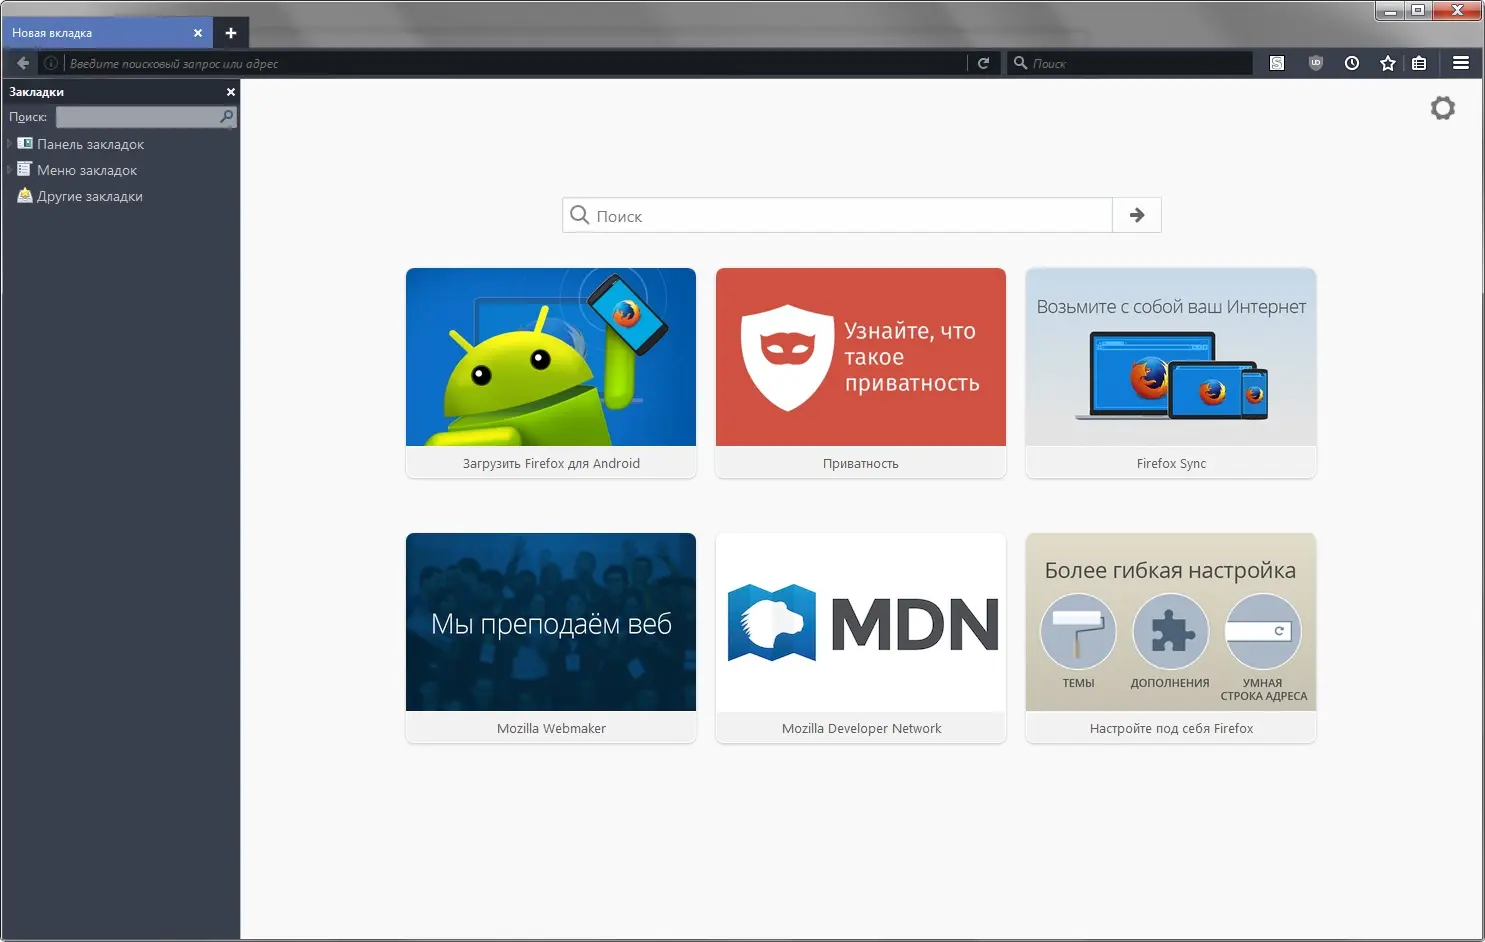 Новая вкладка
Введите поисковый запрос или адрес
Поиск
S
UD
Закладки
Поиск:
Панель закладок
Меню закладок
Другие закладки
Поиск
Узнайте, что
такое
приватность
Возьмите с собой ваш Интернет
Загрузить Firefox для Android
Приватность
Firefox Sync
Мы преподаём веб
MDN
Более гибкая настройка
ТЕМЫ
ДОПОЛНЕНИЯ
УМНАЯ
СТРОКА АДРЕСА
Mozilla Webmaker
Mozilla Developer Network
Настройте под себя Firefox